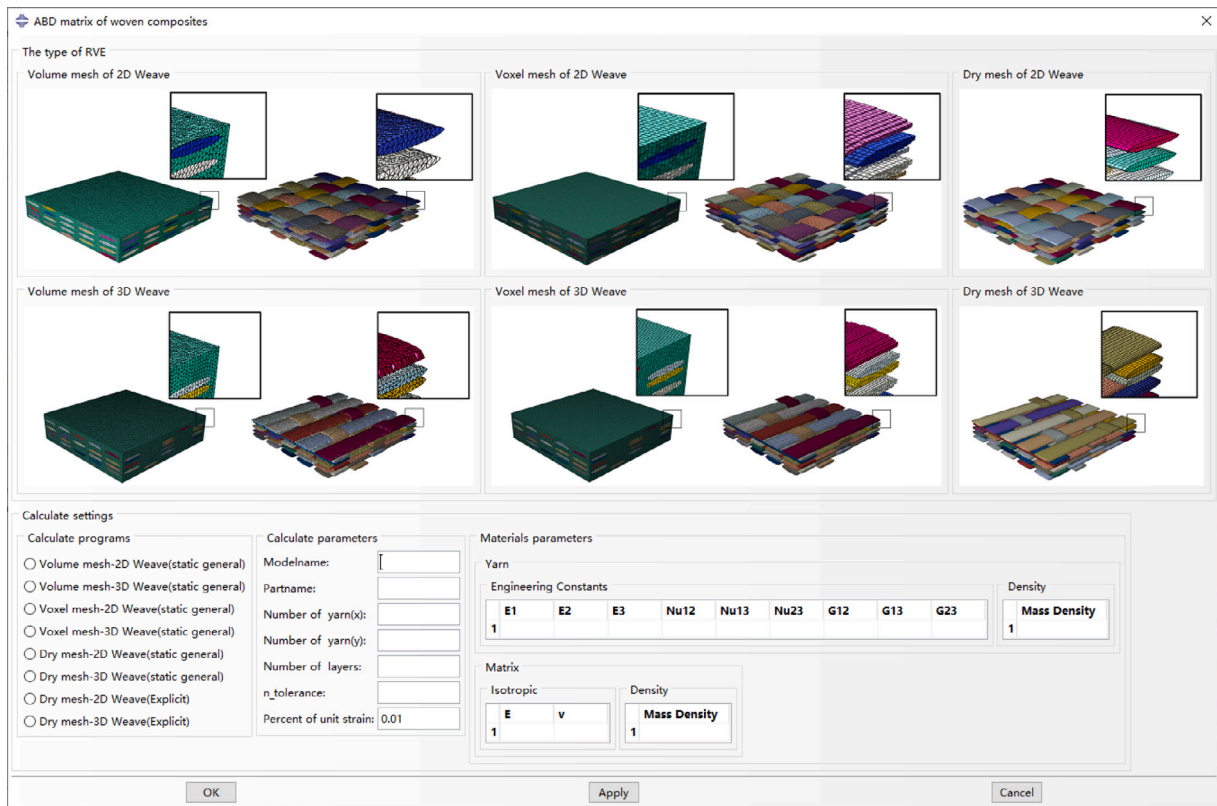 ABD matrix of woven composites
The type of RVE
Volume mesh of 2D Weave
Voxel mesh of 2D Weave
Dry mesh of 2D Weave
Volume mesh of 3D Weave
Voxel mesh of 3D Weave
Dry mesh of 3D Weave
Calculate settings
Calculate programs
Volume mesh-2D Weave(static general)
Volume mesh-3D Weave(static general)
Voxel mesh-2D Weave(static general)
Voxel mesh-3D Weave(static general)
Dry mesh-2D Weave(static general)
Dry mesh-3D Weave(static general)
Dry mesh-2D Weave(Explicit)
Dry mesh-3D Weave(Explicit)
Calculate parameters
Modelname:
Partname:
Number of yarn(x):
Number of yarn(y):
Number of layers:
n_tolerance:
Percent of unit strain: 0.01
Materials parameters
Yarn
Engineering Constants
E1 E2 E3 Nu12 Nu13 Nu23 G12 G13 G23
1
Density
Mass Density
1
Matrix
Isotropic
E v
1
Density
Mass Density
1
OK
Apply
Cancel